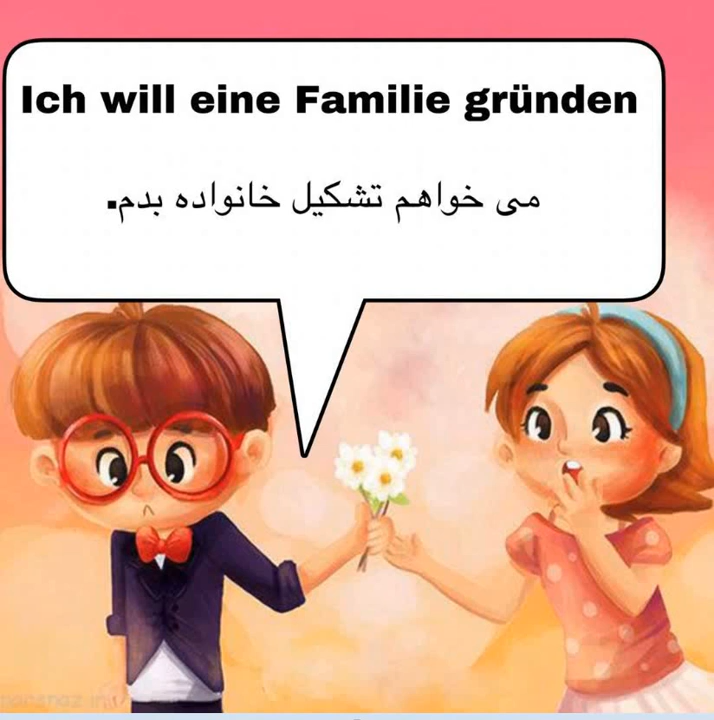 Ich will eine Familie gründen
می خواهم تشکیل خانواده بدم.